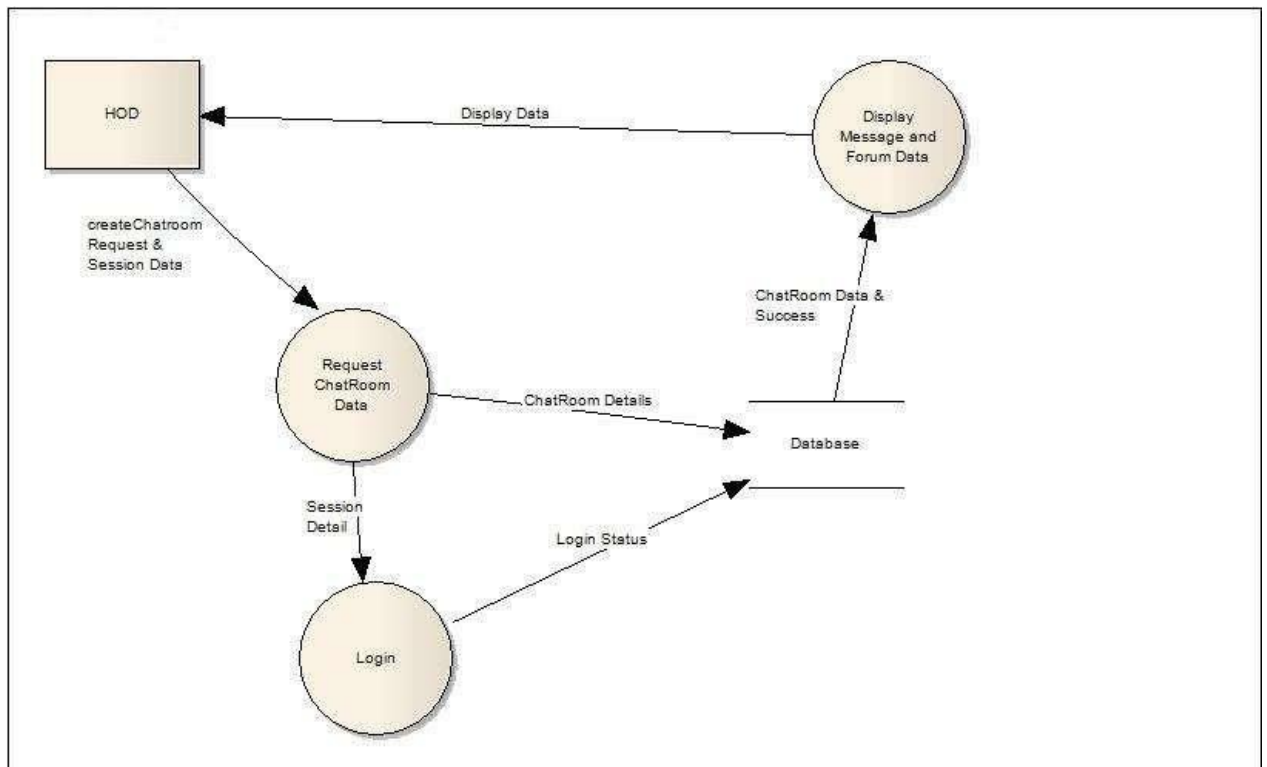 HOD
Display Data
Display
Message and
Forum Data
createChatroom
Request &
Session Data
ChatRoom Data &
Success
Request
ChatRoom
Data
ChatRoom Details
Database
Session
Detail
Login Status
Login